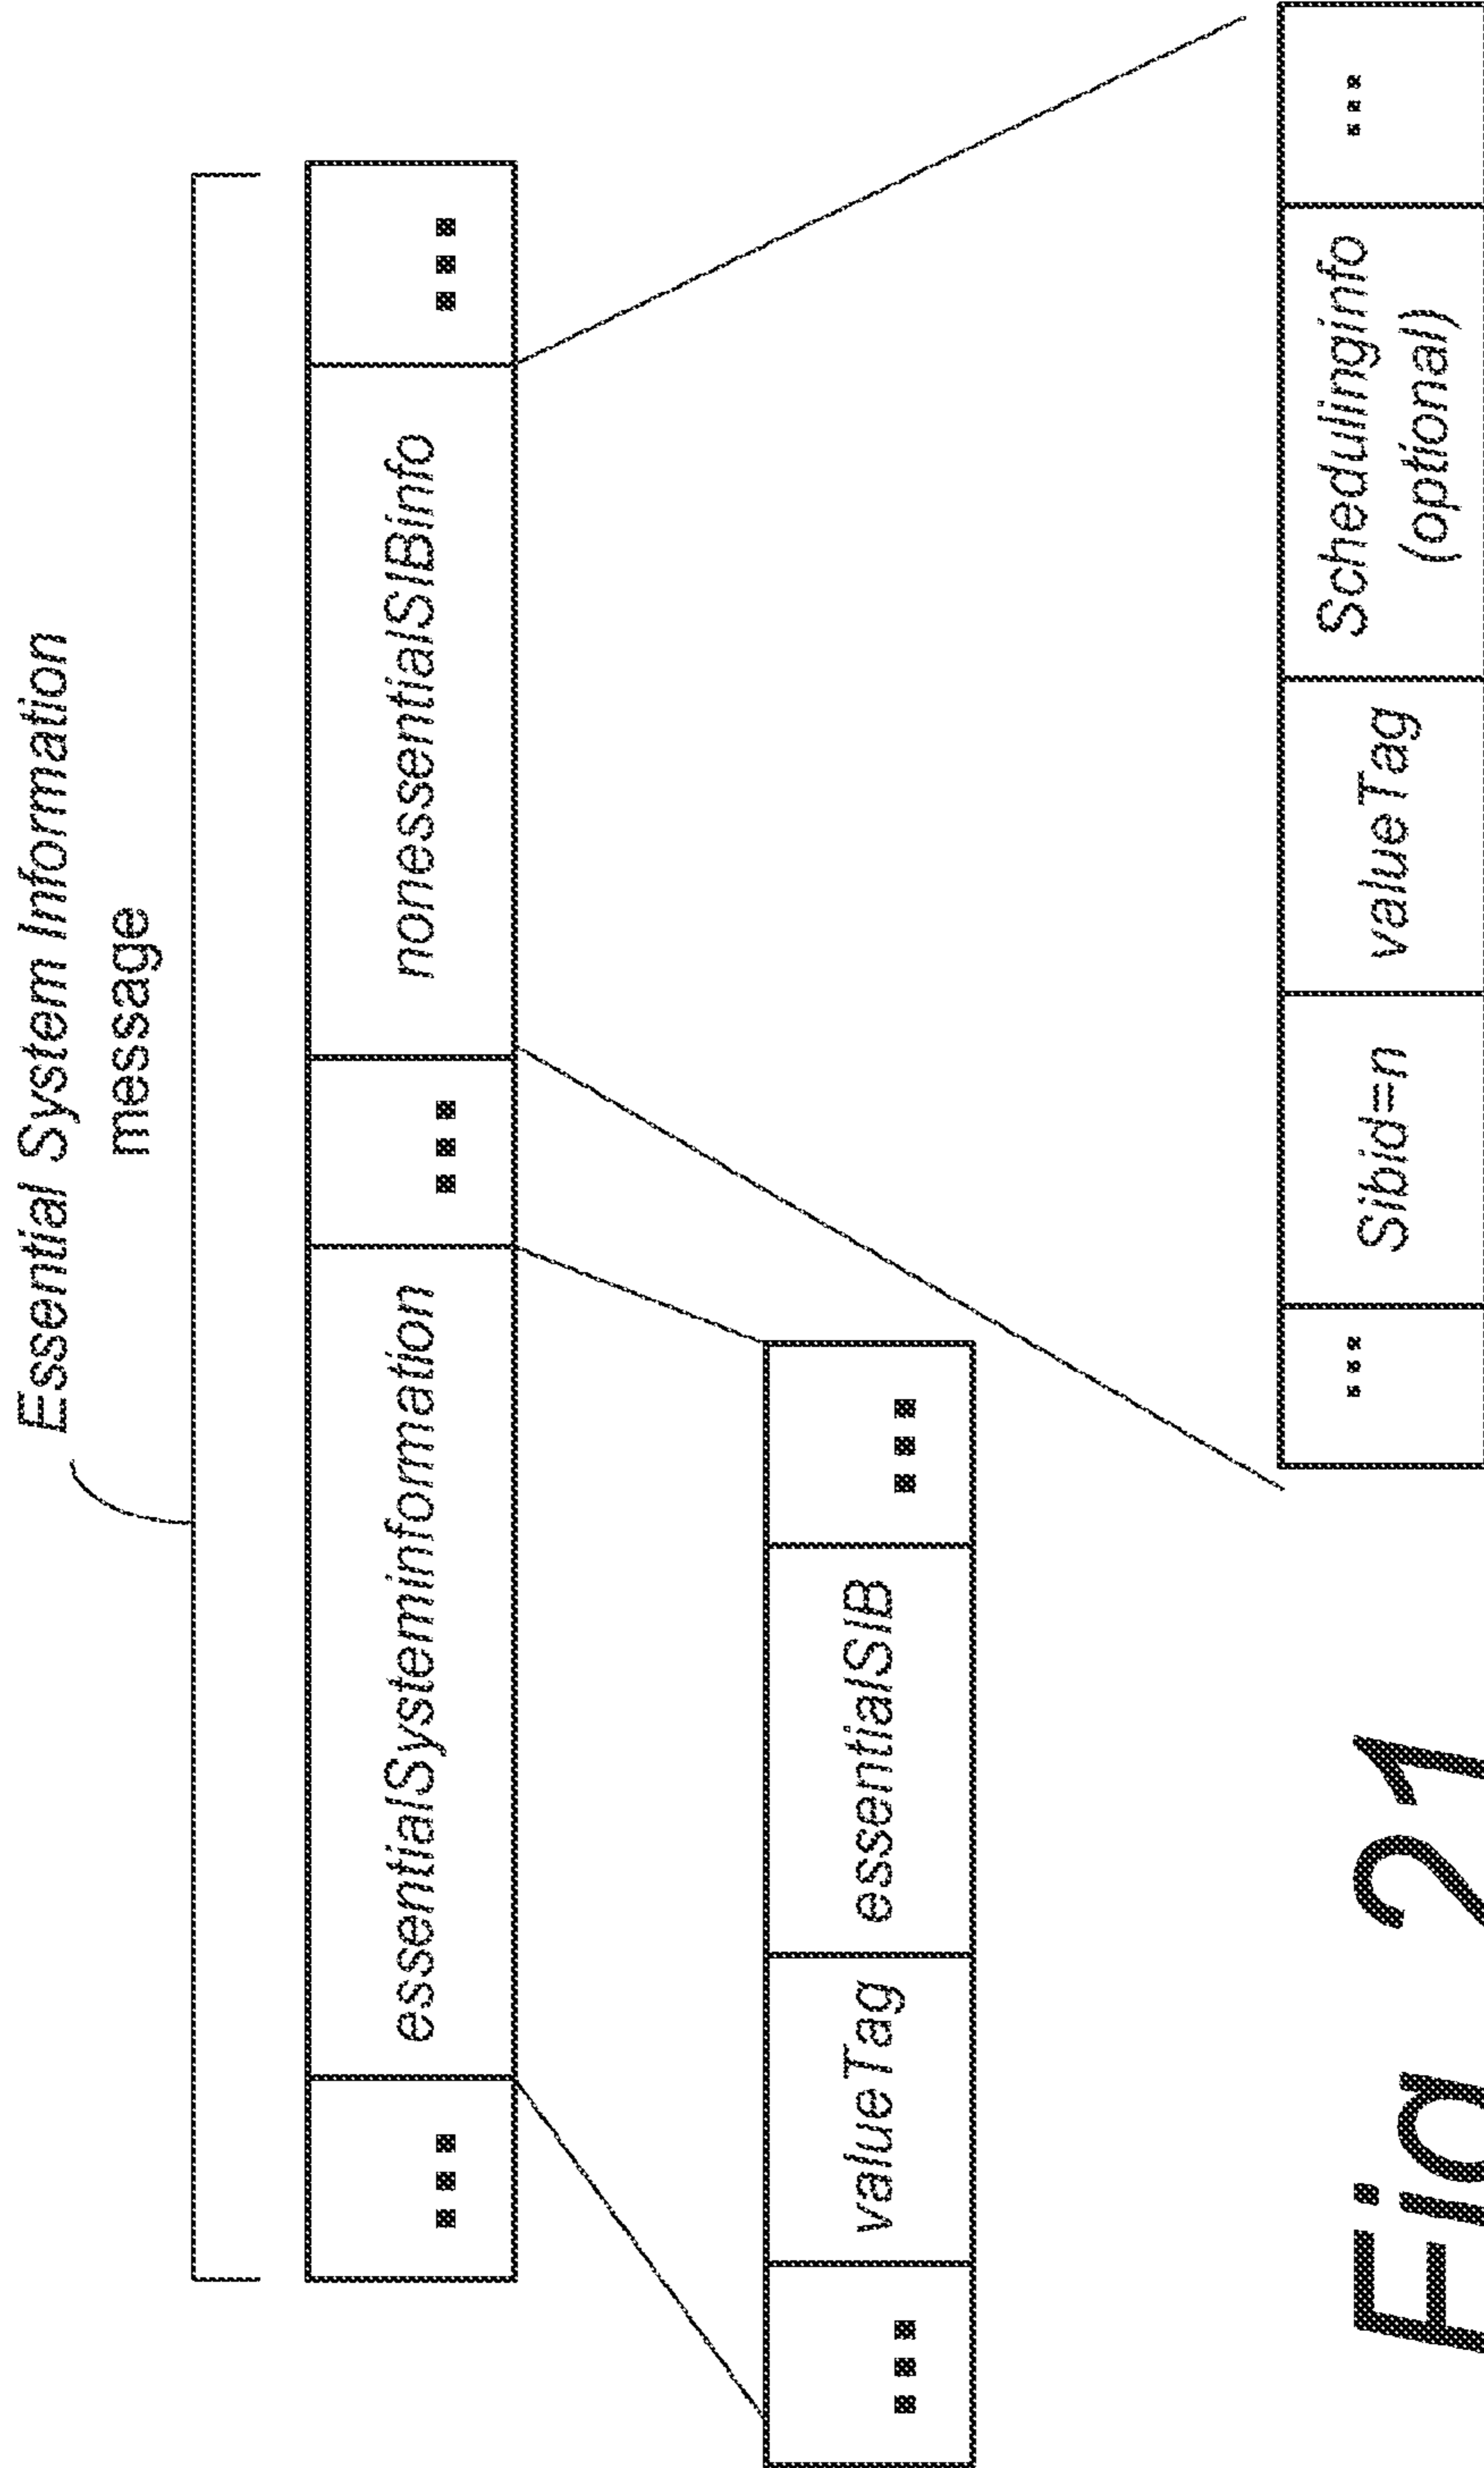 Essential System Information
message
... essentialSysteminformation ... nonessentialSIBinfo ...
... valueTag essentialSIB ...
... Sibid=n valueTag Schedulinginfo
(optional) ...
Fig 21